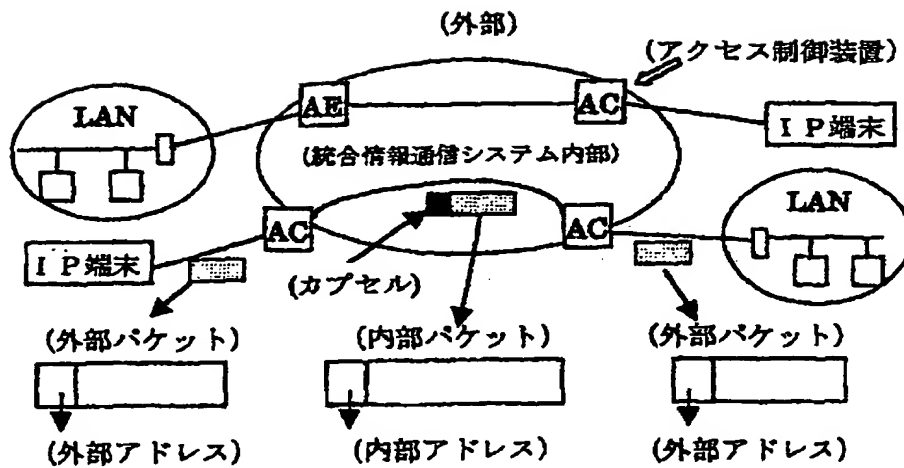 (外部)
(アクセス制御装置)
AE
AC
LAN
IP端末
(統合情報通信システム内部)
LAN
AC
AC
IP端末
(カプセル)
(外部パケット)
(内部パケット)
(外部パケット)
(外部アドレス)
(内部アドレス)
(外部アドレス)